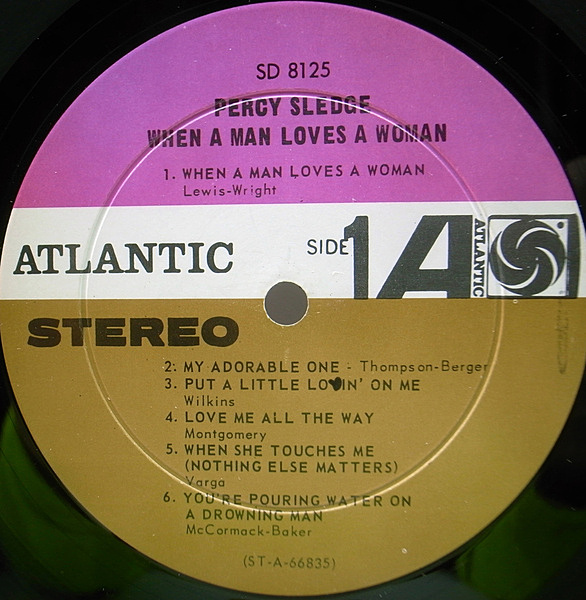 SD 8125
PERCY SLEDGE
WHEN A MAN LOVES A WOMAN
1. WHEN A MAN LOVES A WOMAN
Lewis-Wright
ATLANTIC
SIDE 1
A
ATLANTIC
STEREO
2. MY ADORABLE ONE - Thompson-Berger
3. PUT A LITTLE LOVIN' ON ME
Wilkins
4. LOVE ME ALL THE WAY
Montgomery
5. WHEN SHE TOUCHES ME
(NOTHING ELSE MATTERS)
Varga
6. YOU'RE POURING WATER ON
A DROWNING MAN
McCormack-Baker
(ST-A-66835)